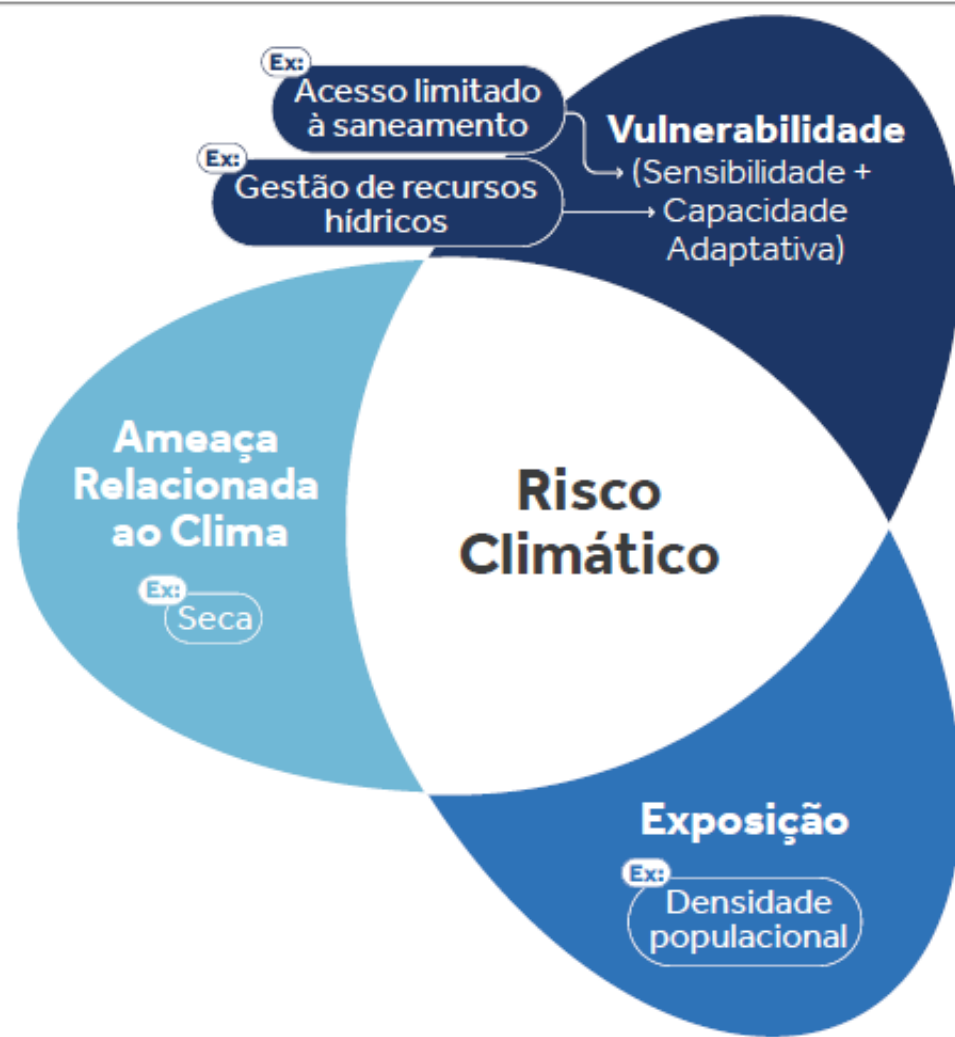 Ex:
Acesso limitado
à saneamento
Ex:
Gestão de recursos
hídricos
Vulnerabilidade
(Sensibilidade +
Capacidade
Adaptativa)
Ameaça
Relacionada
ao Clima
Ex:
Seca
Risco
Climático
Exposição
Ex:
Densidade
populacional